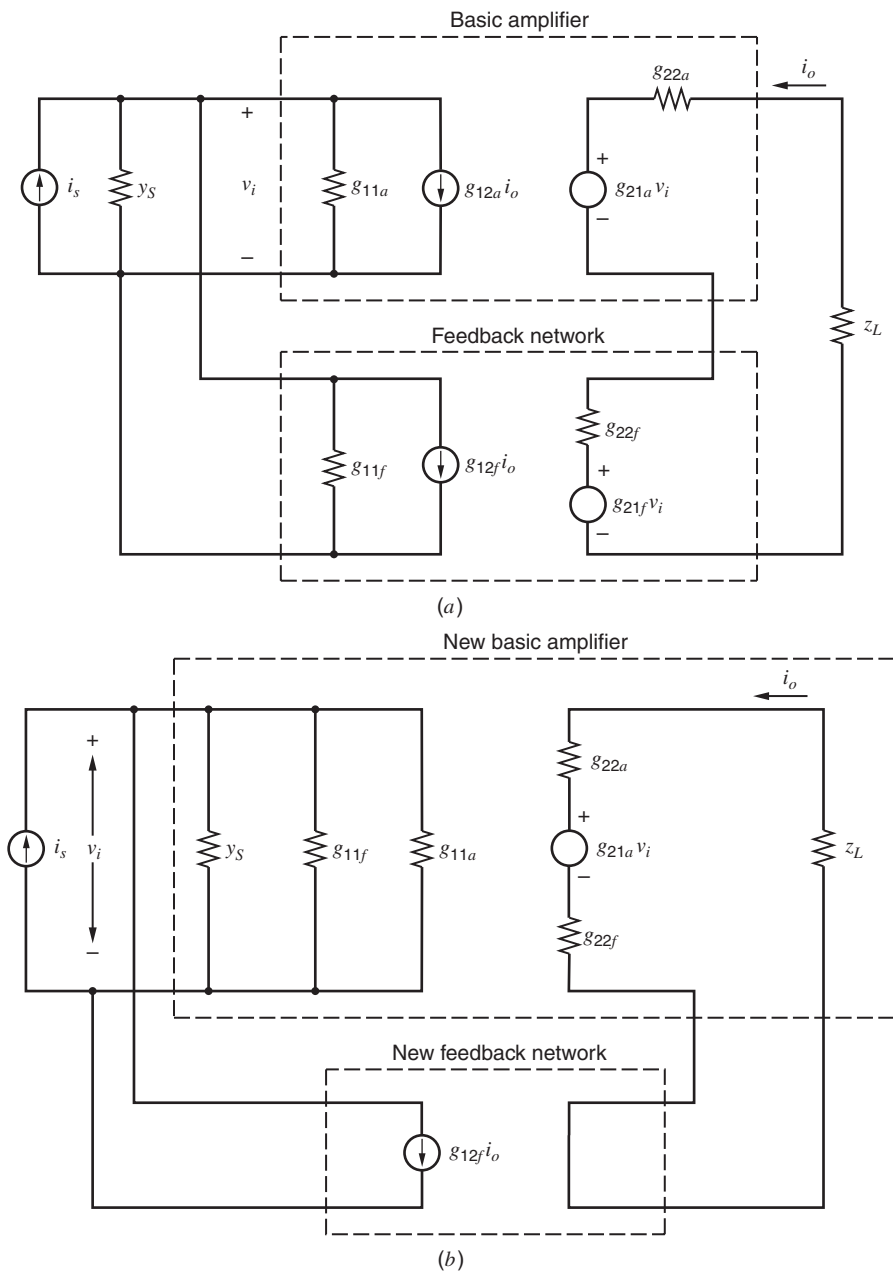 Basic amplifier
i_o
g_22a
+
i_s
y_S
v_i
g_11a
g_12a i_o
+
g_21a v_i
−
−
z_L
Feedback network
g_22f
g_11f
g_12f i_o
+
g_21f v_i
−
(a)
New basic amplifier
i_o
+
g_22a
i_s
v_i
y_S
g_11f
g_11a
+
g_21a v_i
−
z_L
−
g_22f
New feedback network
g_12f i_o
(b)